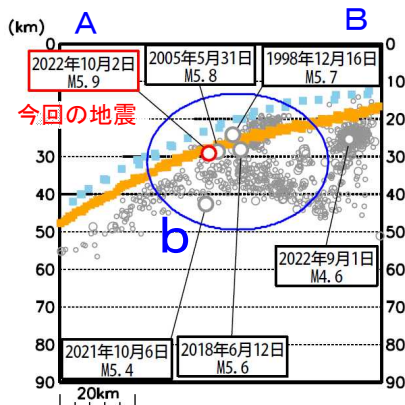 A
B
(km)
(km)
2022年10月2日
M5.9
2005年5月31日
M5.8
1998年12月16日
M5.7
今回の地震
b
2022年9月1日
M4.6
2021年10月6日
M5.4
2018年6月12日
M5.6
0
10
20
30
40
50
60
70
80
90
0
10
20
30
40
50
60
70
80
90
20km